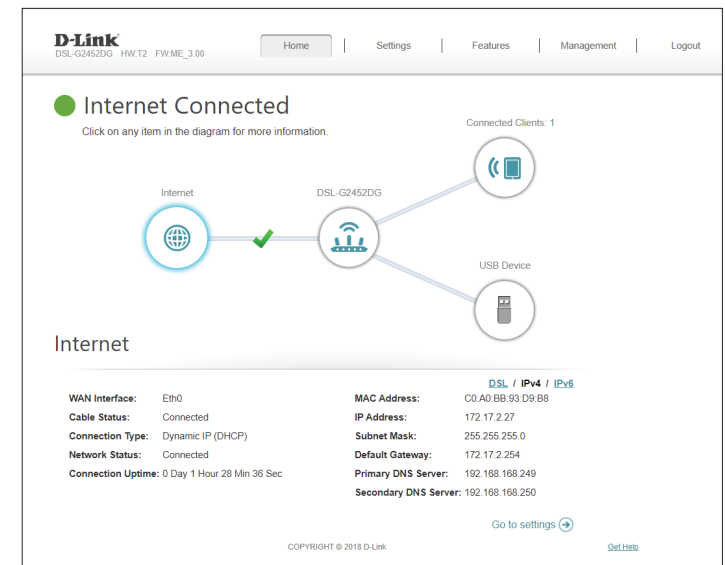 D-Link
DSL-G2452DG HW:T2 FW:ME_3.00
Home Settings Features Management Logout
Internet Connected
Click on any item in the diagram for more information.
Connected Clients: 1
Internet
DSL-G2452DG
USB Device
Internet
DSL / IPv4 / IPv6
WAN Interface: Eth0
MAC Address: C0:A0:BB:93:D9:B8
Cable Status: Connected
IP Address: 172.17.2.27
Connection Type: Dynamic IP (DHCP)
Subnet Mask: 255.255.255.0
Network Status: Connected
Default Gateway: 172.17.2.254
Connection Uptime: 0 Day 1 Hour 28 Min 36 Sec
Primary DNS Server: 192.168.168.249
Secondary DNS Server: 192.168.168.250
Go to settings
COPYRIGHT © 2018 D-Link
Get Help